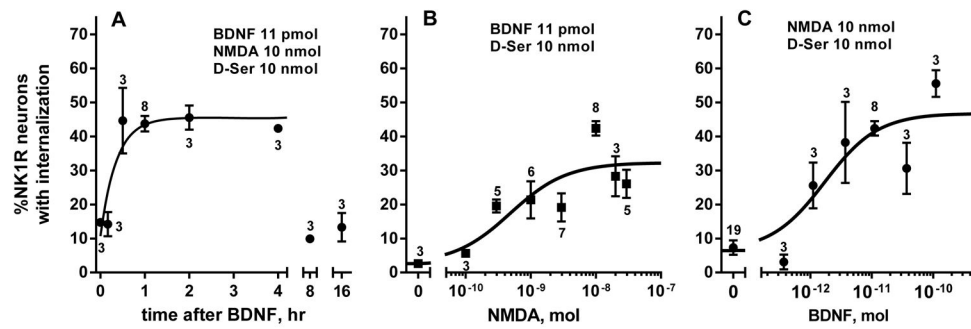 A
BDNF 11 pmol
NMDA 10 nmol
D-Ser 10 nmol
%NK1R neurons
with internalization
70
60
50
40
30
20
10
0
3
3
3
8
3
3
3
3
0 1 2 3 4 8 16
time after BDNF, hr
B
BDNF 11 pmol
D-Ser 10 nmol
70
60
50
40
30
20
10
0
3
3
5
6
7
8
3
5
0 10⁻¹⁰ 10⁻⁹ 10⁻⁸ 10⁻⁷
NMDA, mol
C
NMDA 10 nmol
D-Ser 10 nmol
70
60
50
40
30
20
10
0
19
3
3
3
8
3
3
0 10⁻¹² 10⁻¹¹ 10⁻¹⁰
BDNF, mol